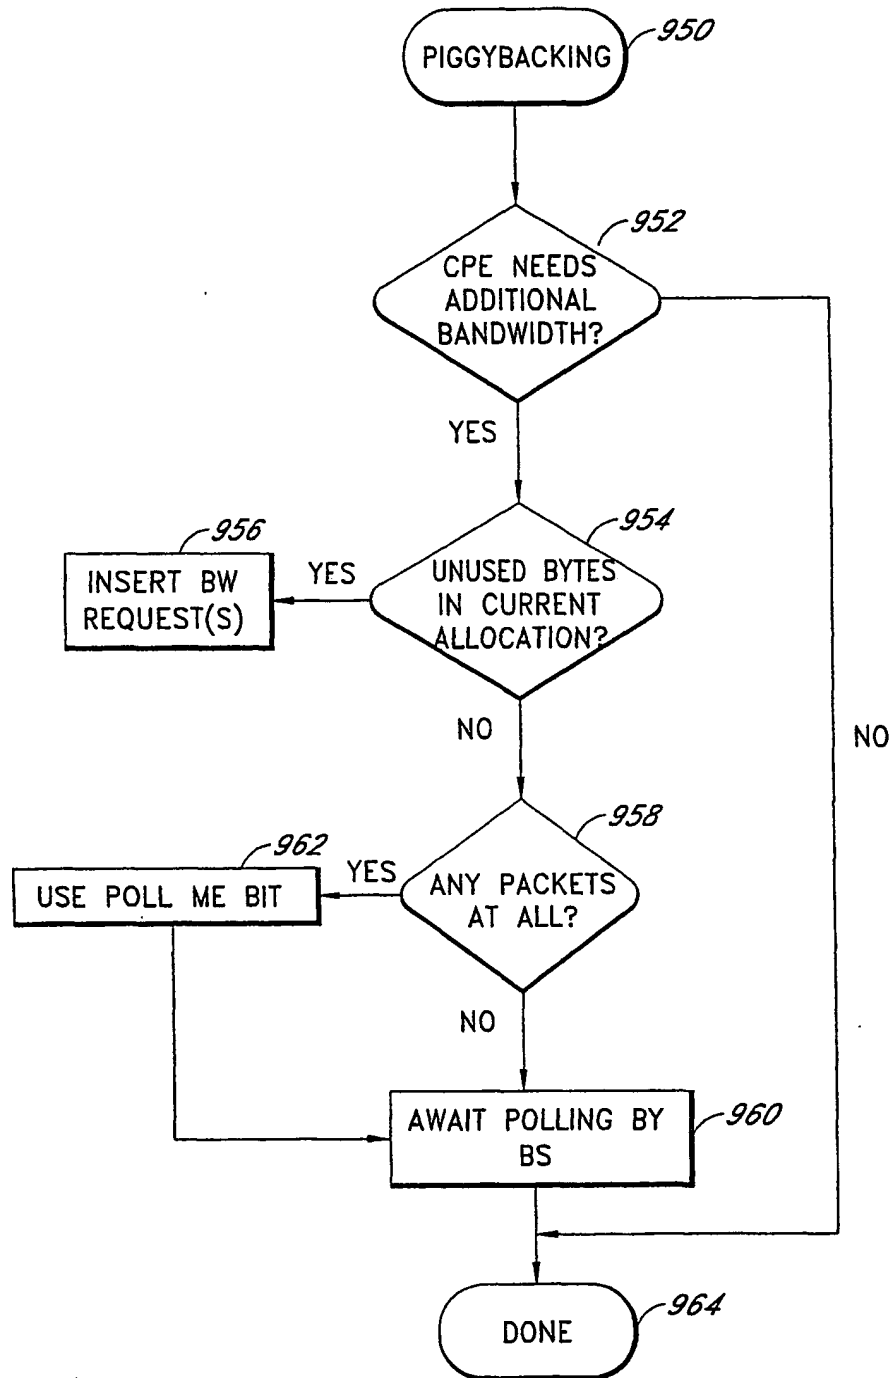 PIGGYBACKING
950
952
CPE NEEDS
ADDITIONAL
BANDWIDTH?
YES
954
956
UNUSED BYTES
IN CURRENT
ALLOCATION?
YES
INSERT BW
REQUEST(S)
NO
NO
958
962
ANY PACKETS
AT ALL?
YES
USE POLL ME BIT
NO
AWAIT POLLING BY
BS
960
964
DONE